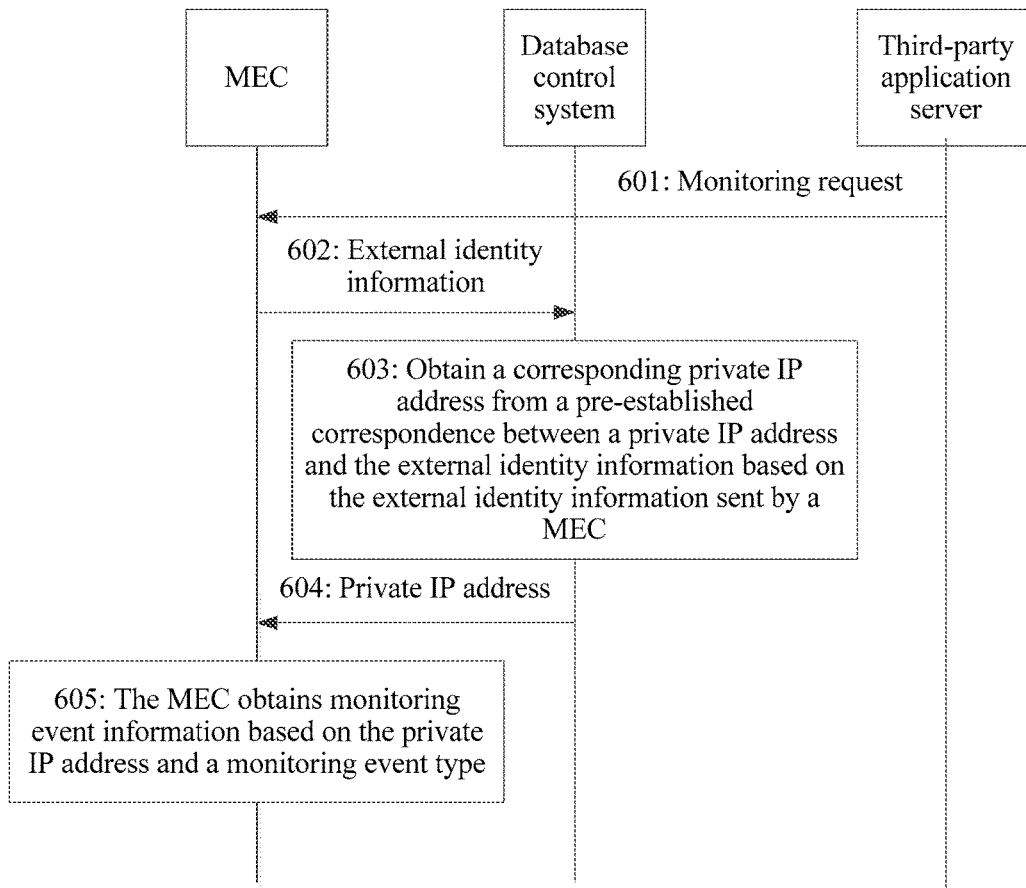 MEC
Database
control
system
Third-party
application
server
601: Monitoring request
602: External identity
information
603: Obtain a corresponding private IP
address from a pre-established
correspondence between a private IP address
and the external identity information based on
the external identity information sent by a
MEC
604: Private IP address
605: The MEC obtains monitoring
event information based on the private
IP address and a monitoring event type